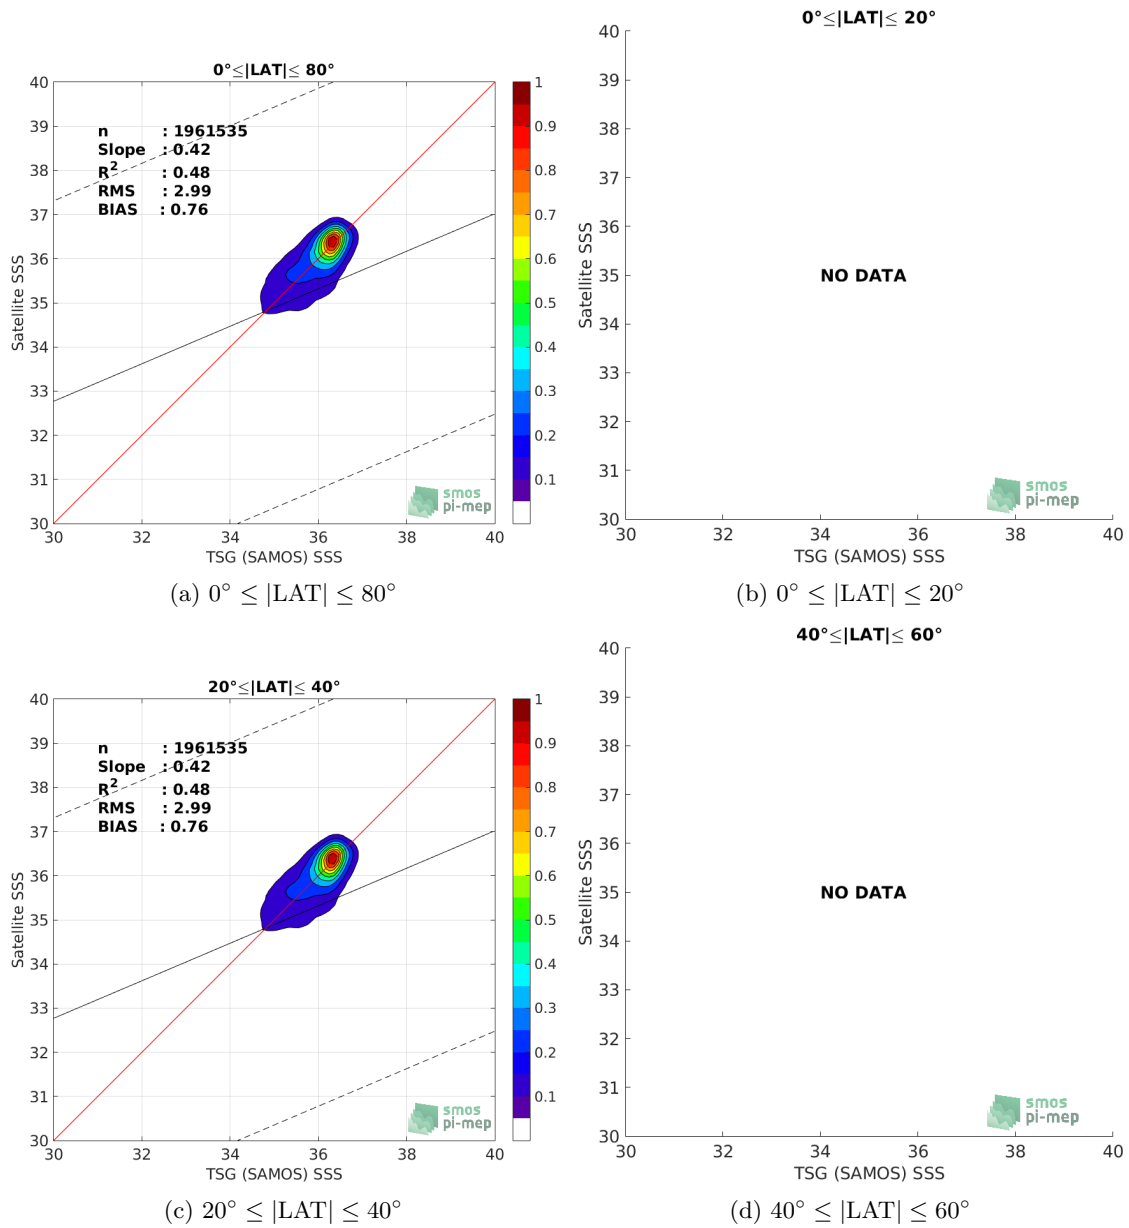 0°≤|LAT|≤ 80°
40
39
38
37
36
35
34
33
32
31
30
Satellite SSS
n : 1961535
Slope : 0.42
R2 : 0.48
RMS : 2.99
BIAS : 0.76
1
0.9
0.8
0.7
0.6
0.5
0.4
0.3
0.2
0.1
smos
pi-mep
30 32 34 36 38 40
TSG (SAMOS) SSS
(a) 0° ≤ |LAT| ≤ 80°
0°≤|LAT|≤ 20°
40
39
38
37
36
35
34
33
32
31
30
Satellite SSS
NO DATA
smos
pi-mep
30 32 34 36 38 40
TSG (SAMOS) SSS
(b) 0° ≤ |LAT| ≤ 20°
20°≤|LAT|≤ 40°
40
39
38
37
36
35
34
33
32
31
30
Satellite SSS
n : 1961535
Slope : 0.42
R2 : 0.48
RMS : 2.99
BIAS : 0.76
1
0.9
0.8
0.7
0.6
0.5
0.4
0.3
0.2
0.1
smos
pi-mep
30 32 34 36 38 40
TSG (SAMOS) SSS
(c) 20° ≤ |LAT| ≤ 40°
40°≤|LAT|≤ 60°
40
39
38
37
36
35
34
33
32
31
30
Satellite SSS
NO DATA
smos
pi-mep
30 32 34 36 38 40
TSG (SAMOS) SSS
(d) 40° ≤ |LAT| ≤ 60°